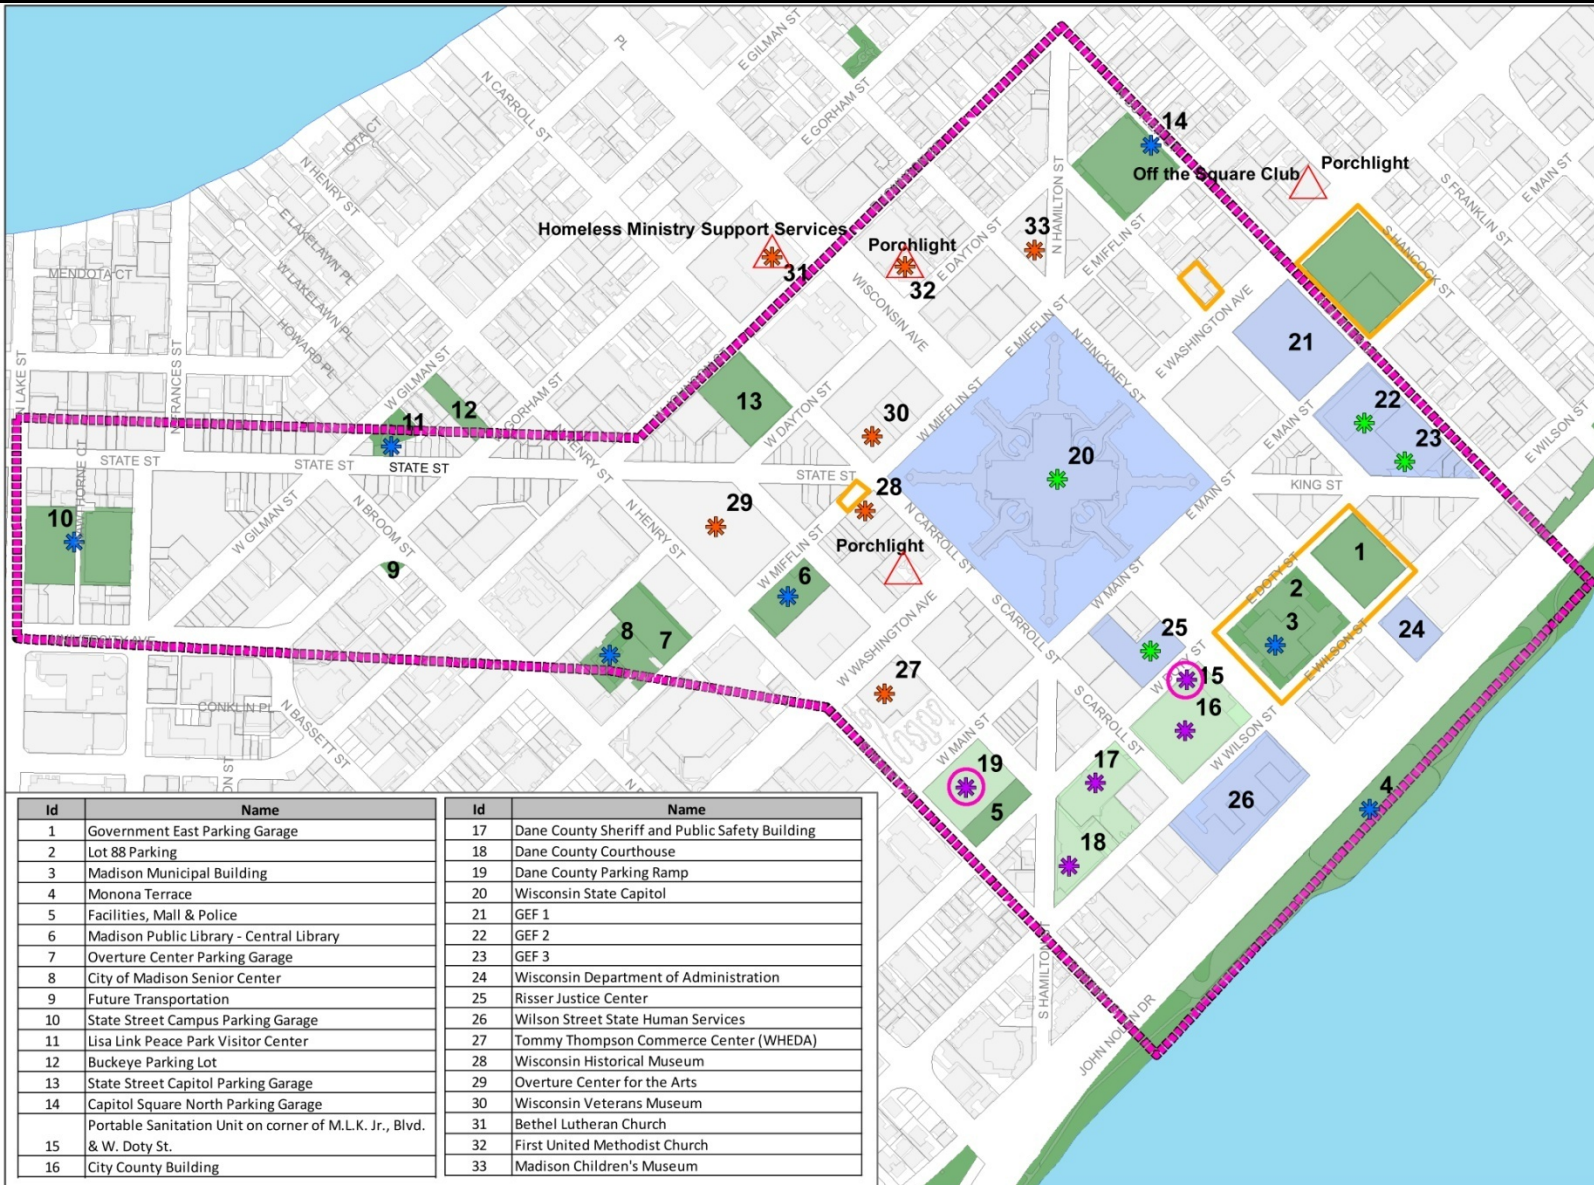 E GILMAN ST
PL
E GILMAN ST
N CARROLL ST
E GORHAM ST
E GORHAM ST
IOTA CT
N HENRY ST
E LAKELAWN PL
W LAKELAWN PL
MENDOTA CT
HOWARD PL
N FRANCES ST
N LAKE ST
14
Off the Square Club
Porchlight
S FRANKLIN ST
E MAIN ST
S HANCOCK ST
N HAMILTON ST
33
E MIFFLIN ST
Homeless Ministry Support Services
31
Porchlight
32
E DAYTON ST
WISCONSIN AVE
E MIFFLIN ST
N PINCKNEY ST
E WASHINGTON AVE
21
22
23
E WILSON ST
E MAIN ST
W GILMAN ST
12
11
W GORHAM ST
13
W DAYTON ST
30
W MIFFLIN ST
STATE ST
STATE ST
STATE ST
STATE ST
N HENRY ST
20
KING ST
E MAIN ST
28
29
10
HAWTHORNE CT
W GILMAN ST
N BROOM ST
9
N HENRY ST
W MIFFLIN ST
6
Porchlight
N CARROLL ST
W MAIN ST
E DOTY ST
1
2
3
24
E WILSON ST
UNIVERSITY AVE
8
7
W WASHINGTON AVE
S CARROLL ST
25
W DOTY ST
15
16
27
CONKLIN PL
N BASSETT ST
W MAIN ST
S CARROLL ST
W WILSON ST
19
5
17
18
26
4
S HAMILTON ST
JOHN NOLEN DR
Id Name
1 Government East Parking Garage
2 Lot 88 Parking
3 Madison Municipal Building
4 Monona Terrace
5 Facilities, Mall & Police
6 Madison Public Library - Central Library
7 Overture Center Parking Garage
8 City of Madison Senior Center
9 Future Transportation
10 State Street Campus Parking Garage
11 Lisa Link Peace Park Visitor Center
12 Buckeye Parking Lot
13 State Street Capitol Parking Garage
14 Capitol Square North Parking Garage
Portable Sanitation Unit on corner of M.L.K. Jr., Blvd.
15 & W. Doty St.
16 City County Building
Id Name
17 Dane County Sheriff and Public Safety Building
18 Dane County Courthouse
19 Dane County Parking Ramp
20 Wisconsin State Capitol
21 GEF 1
22 GEF 2
23 GEF 3
24 Wisconsin Department of Administration
25 Risser Justice Center
26 Wilson Street State Human Services
27 Tommy Thompson Commerce Center (WHEDA)
28 Wisconsin Historical Museum
29 Overture Center for the Arts
30 Wisconsin Veterans Museum
31 Bethel Lutheran Church
32 First United Methodist Church
33 Madison Children's Museum